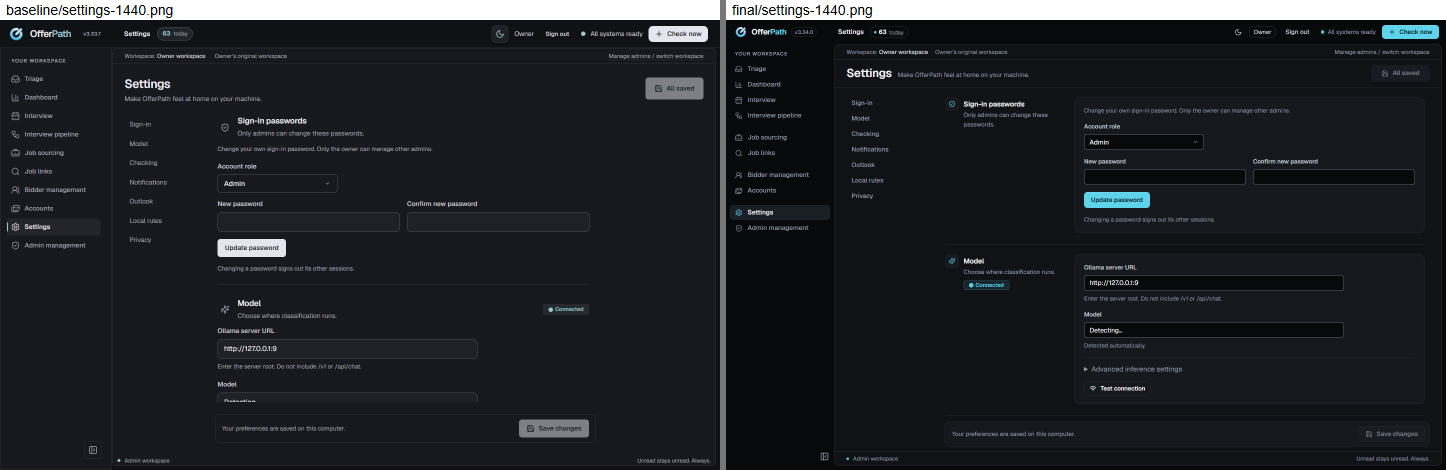 baseline/settings-1440.png
OfferPath v3.33.7 Settings 63 today Owner Sign out All systems ready + Check now
YOUR WORKSPACE
Triage
Dashboard
Interview
Interview pipeline
Job sourcing
Job links
Bidder management
Accounts
Settings
Admin management
Workspace: Owner workspace Owner's original workspace Manage admins / switch workspace
Settings
Make OfferPath feel at home on your machine.
All saved
Sign-in
Model
Checking
Notifications
Outlook
Local rules
Privacy
Sign-in passwords
Only admins can change these passwords.
Change your own sign-in password. Only the owner can manage other admins.
Account role
Admin
New password Confirm new password
Update password
Changing a password signs out its other sessions.
Model
Choose where classification runs.
Connected
Ollama server URL
http://127.0.0.1:9
Enter the server root. Do not include /v1 or /api/chat.
Model
Detecting…
Your preferences are saved on this computer.
Save changes
Admin workspace Unread stays unread. Always.
final/settings-1440.png
OfferPath v3.34.0 Settings 63 today Owner Sign out All systems ready + Check now
YOUR WORKSPACE
Triage
Dashboard
Interview
Interview pipeline
Job sourcing
Job links
Bidder management
Accounts
Settings
Admin management
Workspace: Owner workspace Owner's original workspace Manage admins / switch workspace
Settings Make OfferPath feel at home on your machine.
All saved
Sign-in
Model
Checking
Notifications
Outlook
Local rules
Privacy
Sign-in passwords
Only admins can change these
passwords.
Change your own sign-in password. Only the owner can manage other admins.
Account role
Admin
New password Confirm new password
Update password
Changing a password signs out its other sessions.
Model
Choose where classification runs.
Connected
Ollama server URL
http://127.0.0.1:9
Enter the server root. Do not include /v1 or /api/chat.
Model
Detecting…
Detected automatically.
Advanced inference settings
Test connection
Your preferences are saved on this computer.
Save changes
Admin workspace Unread stays unread. Always.